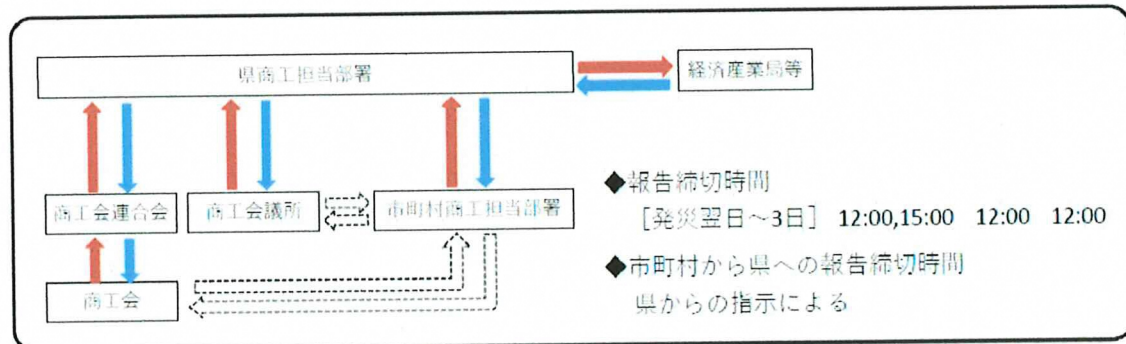 県商工担当部署
経済産業局等
商工会連合会
商工会議所
市町村商工担当部署
商工会
◆報告締切時間
［発災翌日～3日］ 12:00,15:00 12:00 12:00
◆市町村から県への報告締切時間
県からの指示による